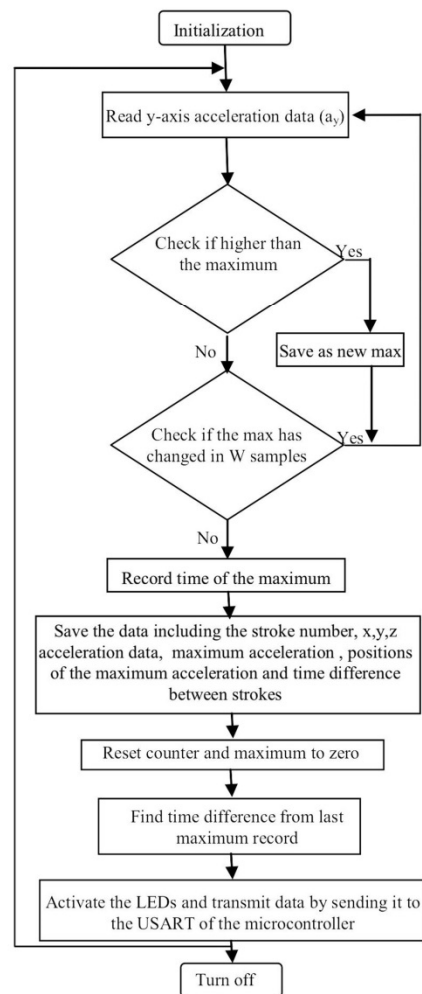 Initialization
Read y-axis acceleration data (ay)
Check if higher than
the maximum
Yes
No
Save as new max
Check if the max has
changed in W samples
Yes
No
Record time of the maximum
Save the data including the stroke number, x,y,z
acceleration data, maximum acceleration , positions
of the maximum acceleration and time difference
between strokes
Reset counter and maximum to zero
Find time difference from last
maximum record
Activate the LEDs and transmit data by sending it to
the USART of the microcontroller
Turn off